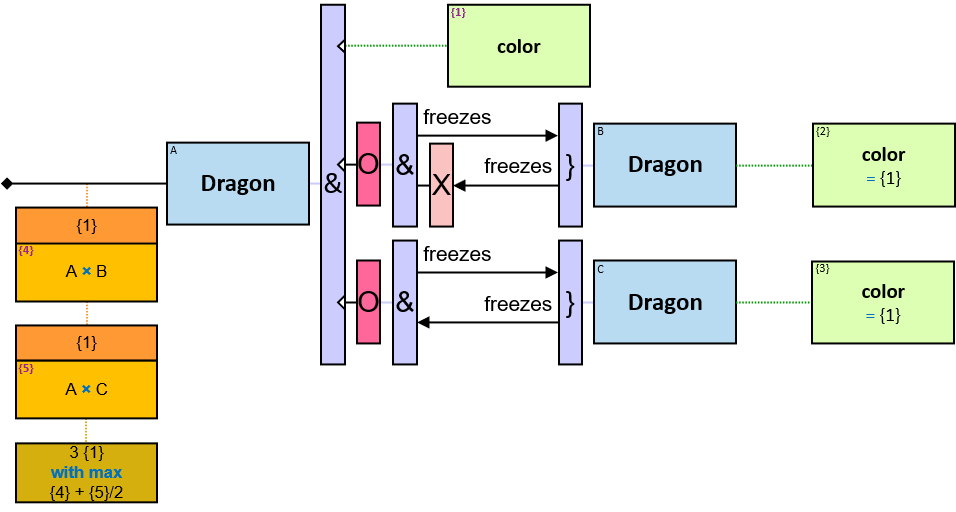 {1}
color
A
Dragon
&
O
&
freezes
freezes
X
}
B
Dragon
{2}
color
= {1}
O
&
freezes
freezes
}
C
Dragon
{3}
color
= {1}
{1}
{4}
A × B
{1}
{5}
A × C
3 {1}
with max
{4} + {5}/2